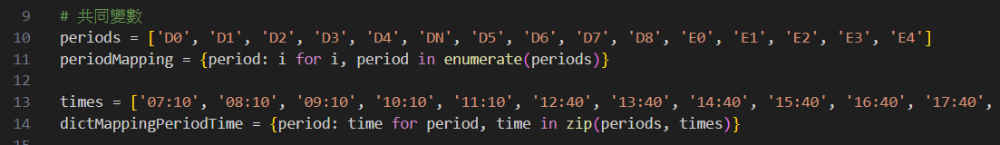 9 # 共同變數
10 periods = ['D0', 'D1', 'D2', 'D3', 'D4', 'DN', 'D5', 'D6', 'D7', 'D8', 'E0', 'E1', 'E2', 'E3', 'E4']
11 periodMapping = {period: i for i, period in enumerate(periods)}
12
13 times = ['07:10', '08:10', '09:10', '10:10', '11:10', '12:40', '13:40', '14:40', '15:40', '16:40', '17:40',
14 dictMappingPeriodTime = {period: time for period, time in zip(periods, times)}